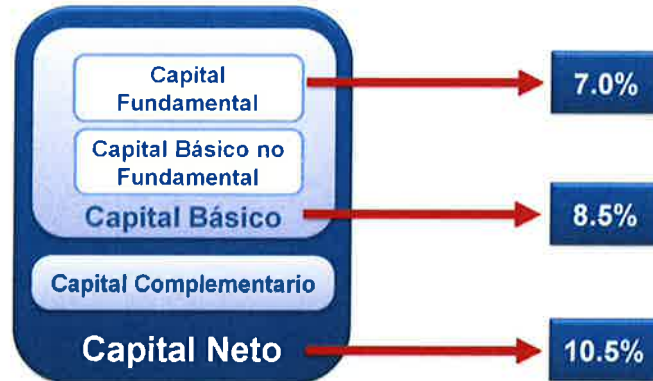 Capital
Fundamental
7.0%
Capital Básico no
Fundamental
Capital Básico
8.5%
Capital Complementario
Capital Neto
10.5%